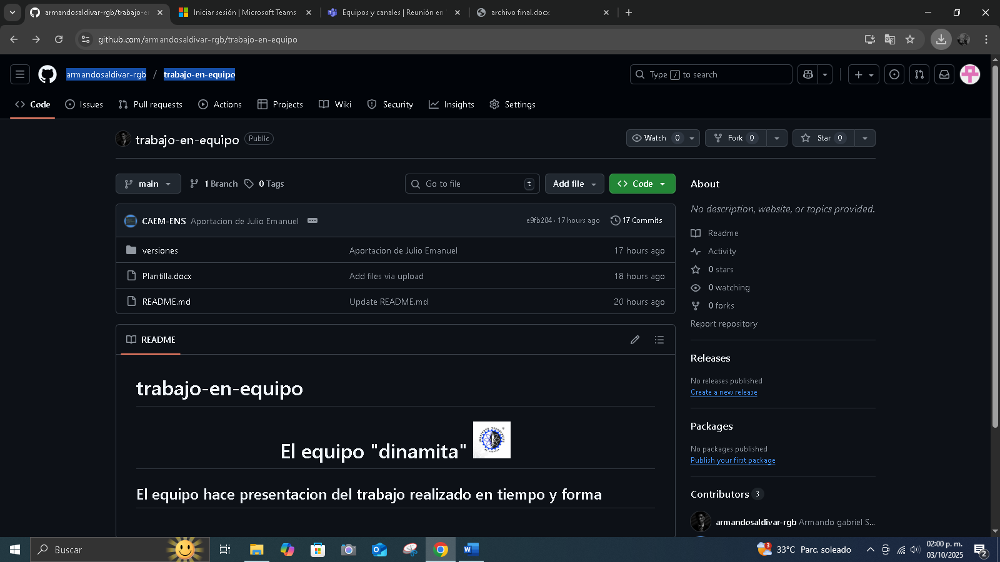 armandosaldivar-rgb/trabajo-e
Iniciar sesión | Microsoft Teams
Equipos y canales | Reunión en
archivo final.docx
github.com/armandosaldivar-rgb/trabajo-en-equipo
armandosaldivar-rgb / trabajo-en-equipo
Type / to search
Code Issues Pull requests Actions Projects Wiki Security Insights Settings
trabajo-en-equipo Public
Watch 0 Fork 0 Star 0
main 1 Branch 0 Tags
Go to file t Add file Code
CAEM-ENS Aportacion de Julio Emanuel e9fb204 · 17 hours ago 17 Commits
versiones Aportacion de Julio Emanuel 17 hours ago
Plantilla.docx Add files via upload 18 hours ago
README.md Update README.md 20 hours ago
README
trabajo-en-equipo
El equipo "dinamita"
El equipo hace presentacion del trabajo realizado en tiempo y forma
About
No description, website, or topics provided.
Readme
Activity
0 stars
0 watching
0 forks
Report repository
Releases
No releases published
Create a new release
Packages
No packages published
Publish your first package
Contributors 3
armandosaldivar-rgb Armando gabriel S...
Buscar
3
33°C Parc. soleado
02:00 p. m.
03/10/2025
2